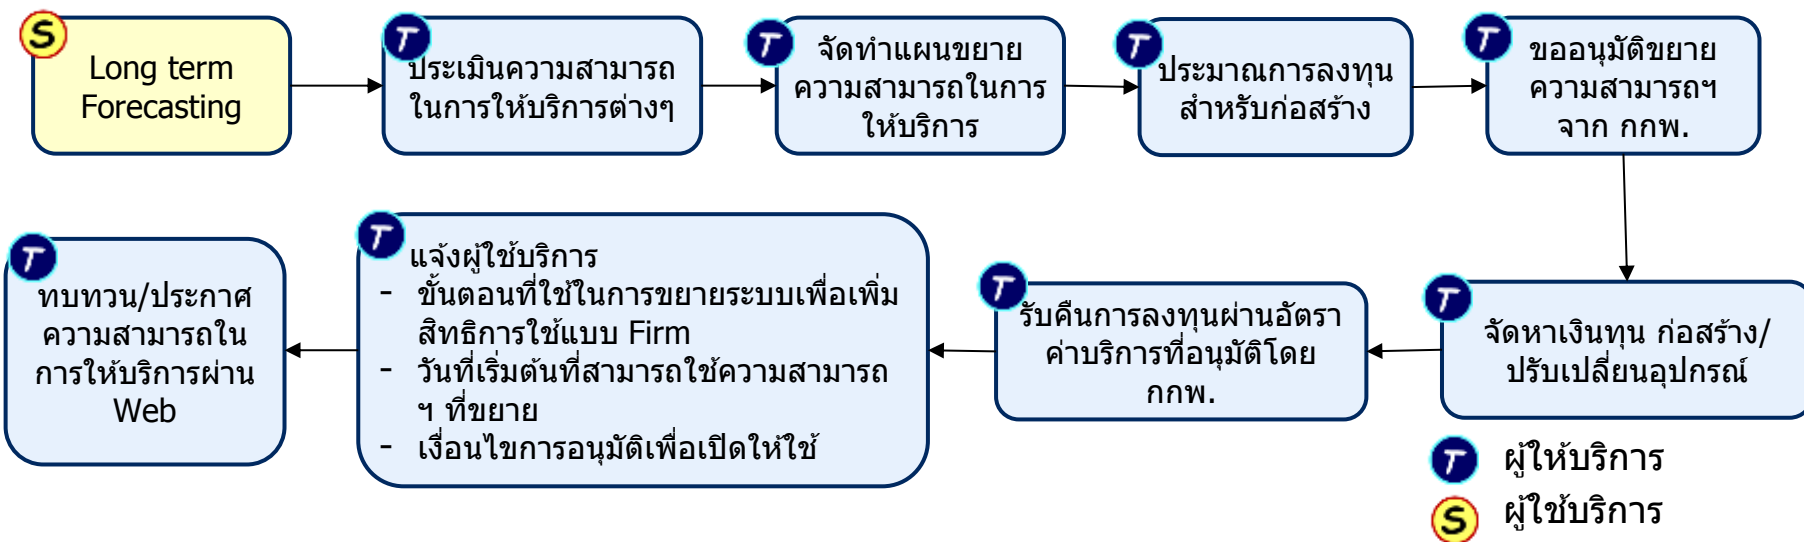 S
Long term
Forecasting
T
ประเมินความสามารถ
ในการให้บริการต่างๆ
T
จัดทำแผนขยาย
ความสามารถในการ
ให้บริการ
T
ประมาณการลงทุน
สำหรับก่อสร้าง
T
ขออนุมัติขยาย
ความสามารถฯ
จาก กกพ.
T
จัดหาเงินทุน ก่อสร้าง/
ปรับเปลี่ยนอุปกรณ์
T
รับคืนการลงทุนผ่านอัตรา
ค่าบริการที่อนุมัติโดย
กกพ.
T
แจ้งผู้ใช้บริการ
- ขั้นตอนที่ใช้ในการขยายระบบเพื่อเพิ่ม
สิทธิการใช้แบบ Firm
- วันที่เริ่มต้นที่สามารถใช้ความสามารถ
ฯ ที่ขยาย
- เงื่อนไขการอนุมัติเพื่อเปิดให้ใช้
T
ทบทวน/ประกาศ
ความสามารถใน
การให้บริการผ่าน
Web
T ผู้ให้บริการ
S ผู้ใช้บริการ